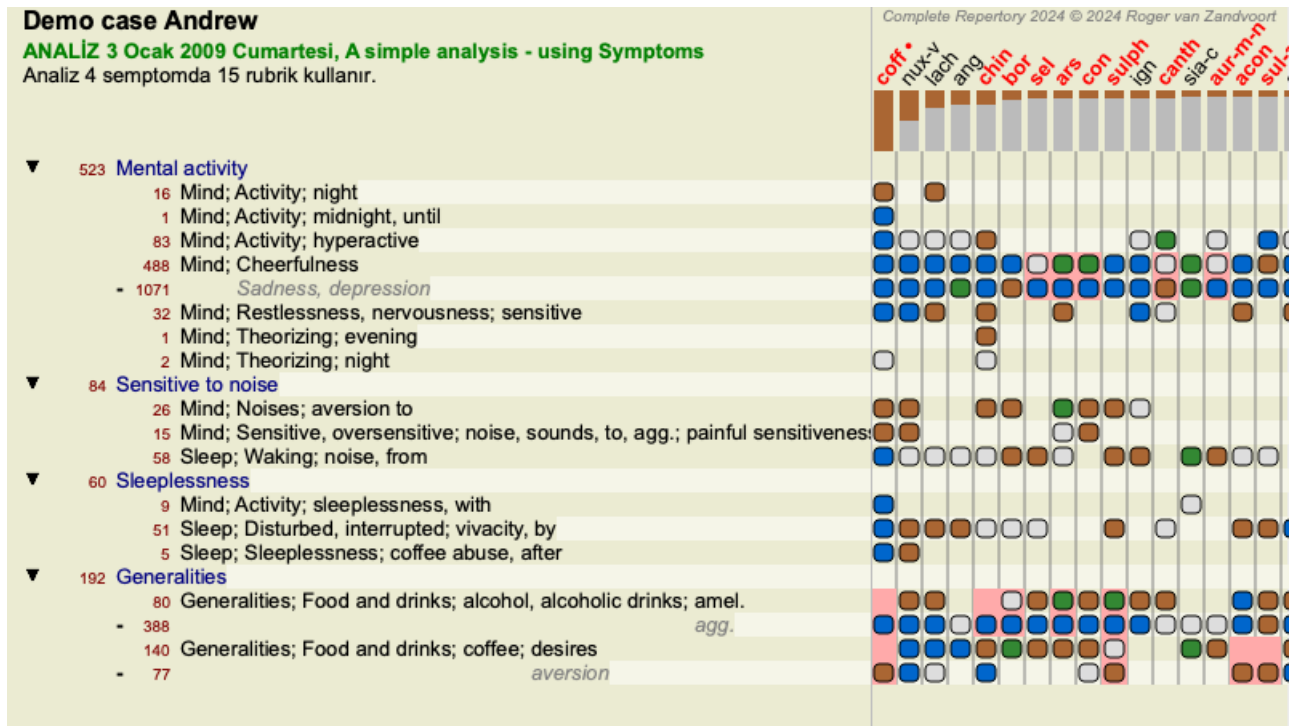 Demo case Andrew
Complete Repertory 2024 © 2024 Roger van Zandvoort
ANALİZ 3 Ocak 2009 Cumartesi, A simple analysis - using Symptoms
Analiz 4 semptomda 15 rubrik kullanır.
coff • nux-v lach ang chin bor sel ars con sulph ign canth sia-c aur-m-n acon
523 Mental activity
16 Mind; Activity; night
1 Mind; Activity; midnight, until
83 Mind; Activity; hyperactive
488 Mind; Cheerfulness
- 1071 Sadness, depression
32 Mind; Restlessness, nervousness; sensitive
1 Mind; Theorizing; evening
2 Mind; Theorizing; night
84 Sensitive to noise
26 Mind; Noises; aversion to
15 Mind; Sensitive, oversensitive; noise, sounds, to, agg.; painful sensitiveness
58 Sleep; Waking; noise, from
60 Sleeplessness
9 Mind; Activity; sleeplessness, with
51 Sleep; Disturbed, interrupted; vivacity, by
5 Sleep; Sleeplessness; coffee abuse, after
192 Generalities
80 Generalities; Food and drinks; alcohol, alcoholic drinks; amel.
- 388 agg.
140 Generalities; Food and drinks; coffee; desires
- 77 aversion